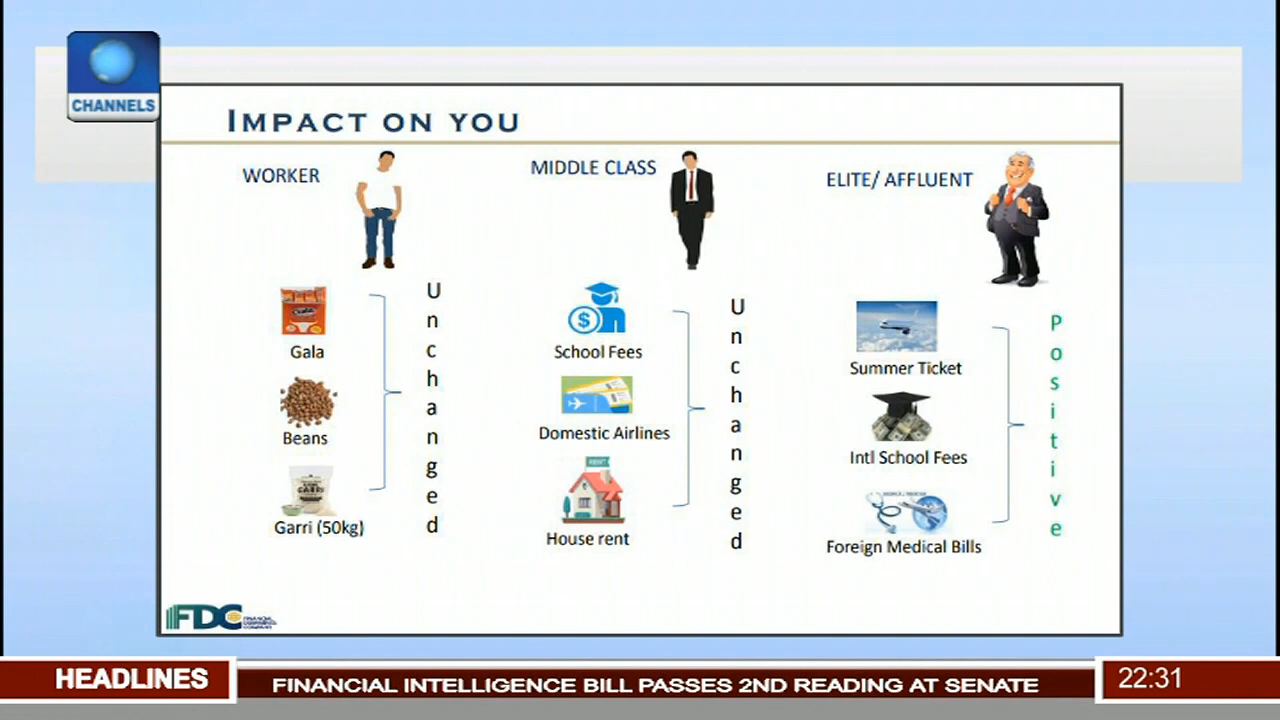 CHANNELS
IMPACT ON YOU
WORKER
MIDDLE CLASS
ELITE/ AFFLUENT
Gala
Beans
Garri (50kg)
Unchanged
School Fees
Domestic Airlines
RENT
House rent
Unchanged
Summer Ticket
Intl School Fees
Foreign Medical Bills
Positive
FDC
HEADLINES
FINANCIAL INTELLIGENCE BILL PASSES 2ND READING AT SENATE
22:31